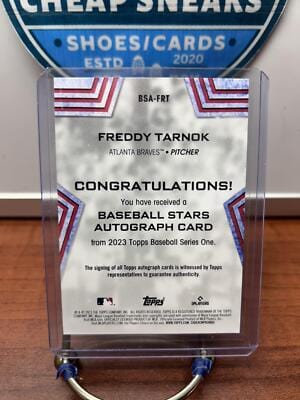 CHEAP SNEAKS
SHOES/CARDS
ESTD 2020
BSA-FRT
FREDDY TARNOK
ATLANTA BRAVES™ • PITCHER
CONGRATULATIONS!
You have received a
BASEBALL STARS
AUTOGRAPH CARD
from 2023 Topps Baseball Series One.
The signing of all Topps autograph cards is witnessed by Topps
representatives to guarantee authenticity.
Topps
PLAYERS